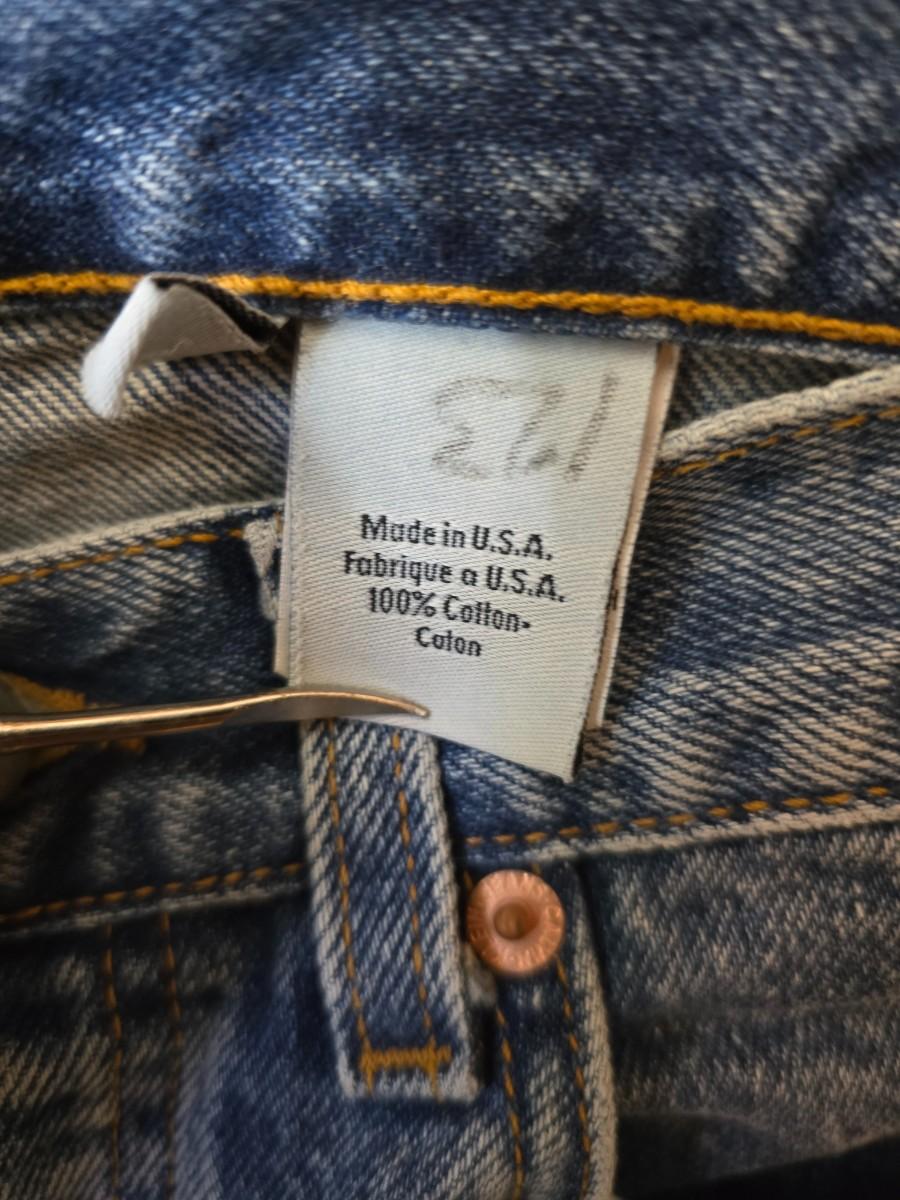 Made in U.S.A.
Fabrique a U.S.A.
100% Cotton-
Coton